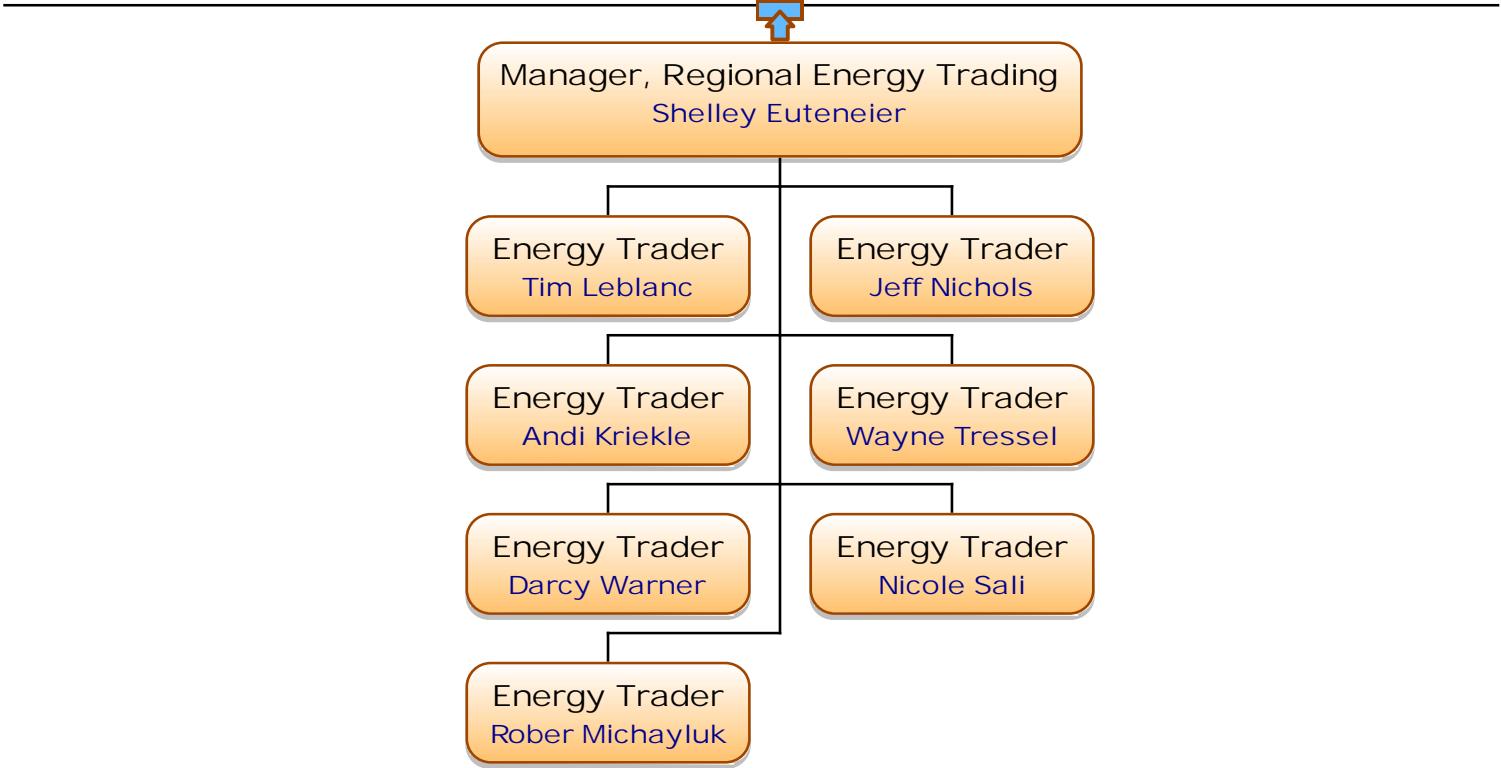 Manager, Regional Energy Trading
Shelley Euteneier
Energy Trader
Tim Leblanc
Energy Trader
Jeff Nichols
Energy Trader
Andi Kriekle
Energy Trader
Wayne Tressel
Energy Trader
Darcy Warner
Energy Trader
Nicole Sali
Energy Trader
Rober Michayluk